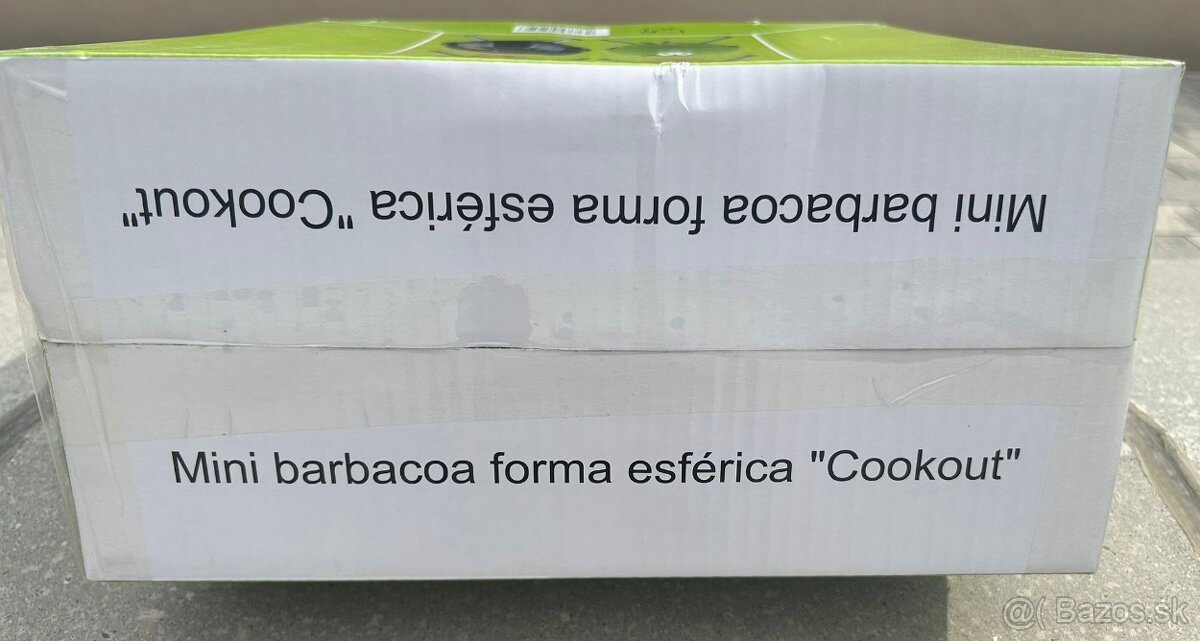 Mini barbacoa forma esférica "Cookout"
Mini barbacoa forma esférica "Cookout"
@( Bazos.sk